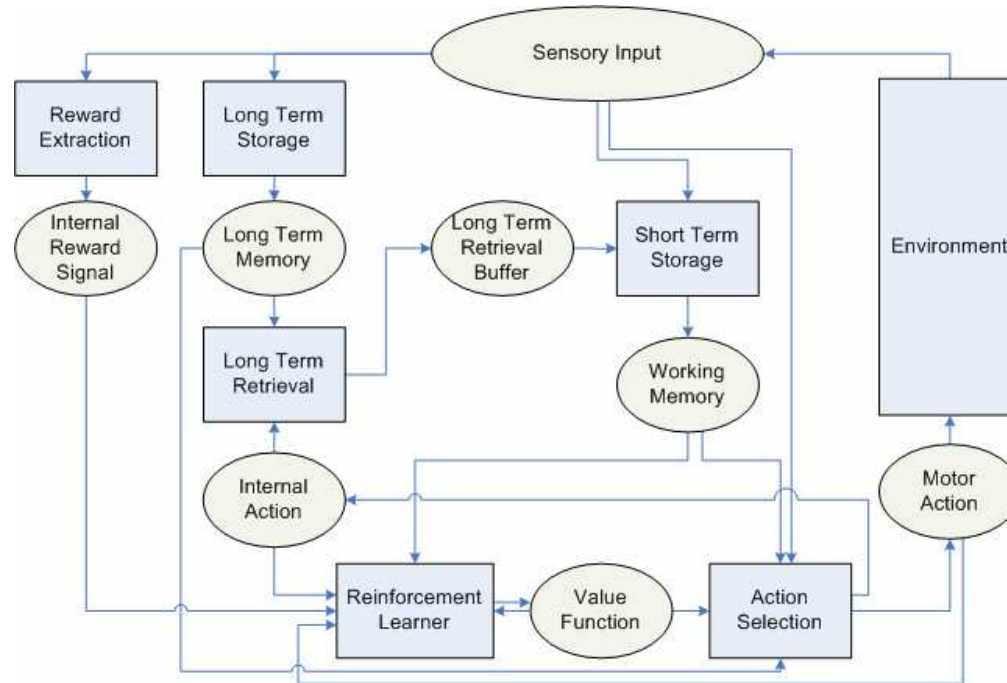 Sensory Input
Reward
Extraction
Long Term
Storage
Internal
Reward
Signal
Long Term
Memory
Long Term
Retrieval
Buffer
Short Term
Storage
Environment
Long Term
Retrieval
Working
Memory
Internal
Action
Motor
Action
Reinforcement
Learner
Value
Function
Action
Selection